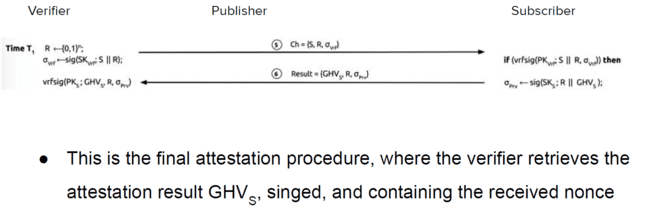 Verifier Publisher Subscriber
Time T, R ←{0,1}ⁿ; ⑤ Ch = {S, R, σvrf}
σvrf ←sig(SKvrf; S || R); if (vrfsig(PKvrf; S || R, σvrf)) then
⑥ Result = {GHVS, R, σPrv}
vrfsig(PKS; GHVS, R, σPrv) σPrv ← sig(SKS; R || GHVS);
• This is the final attestation procedure, where the verifier retrieves the
attestation result GHVS, singed, and containing the received nonce